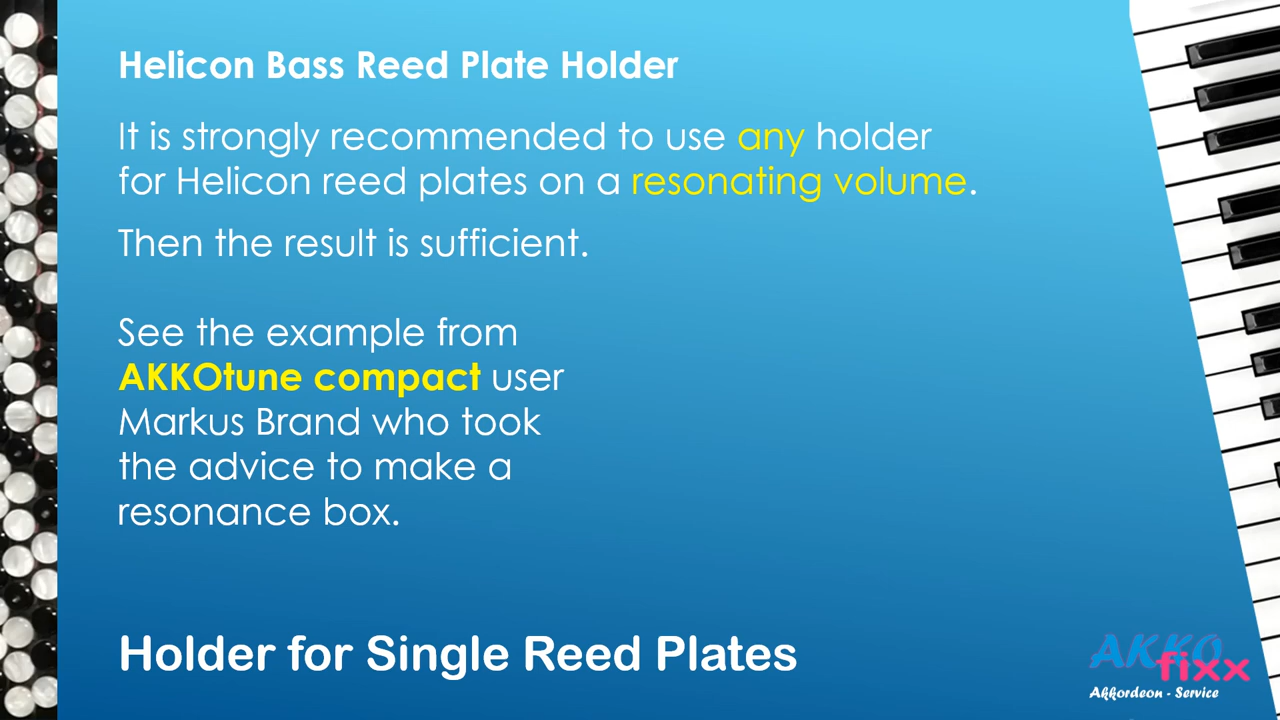 Helicon Bass Reed Plate Holder
It is strongly recommended to use any holder
for Helicon reed plates on a resonating volume.
Then the result is sufficient.
See the example from
AKKOtune compact user
Markus Brand who took
the advice to make a
resonance box.
Holder for Single Reed Plates
AKKO
fixx
Akkordeon - Service